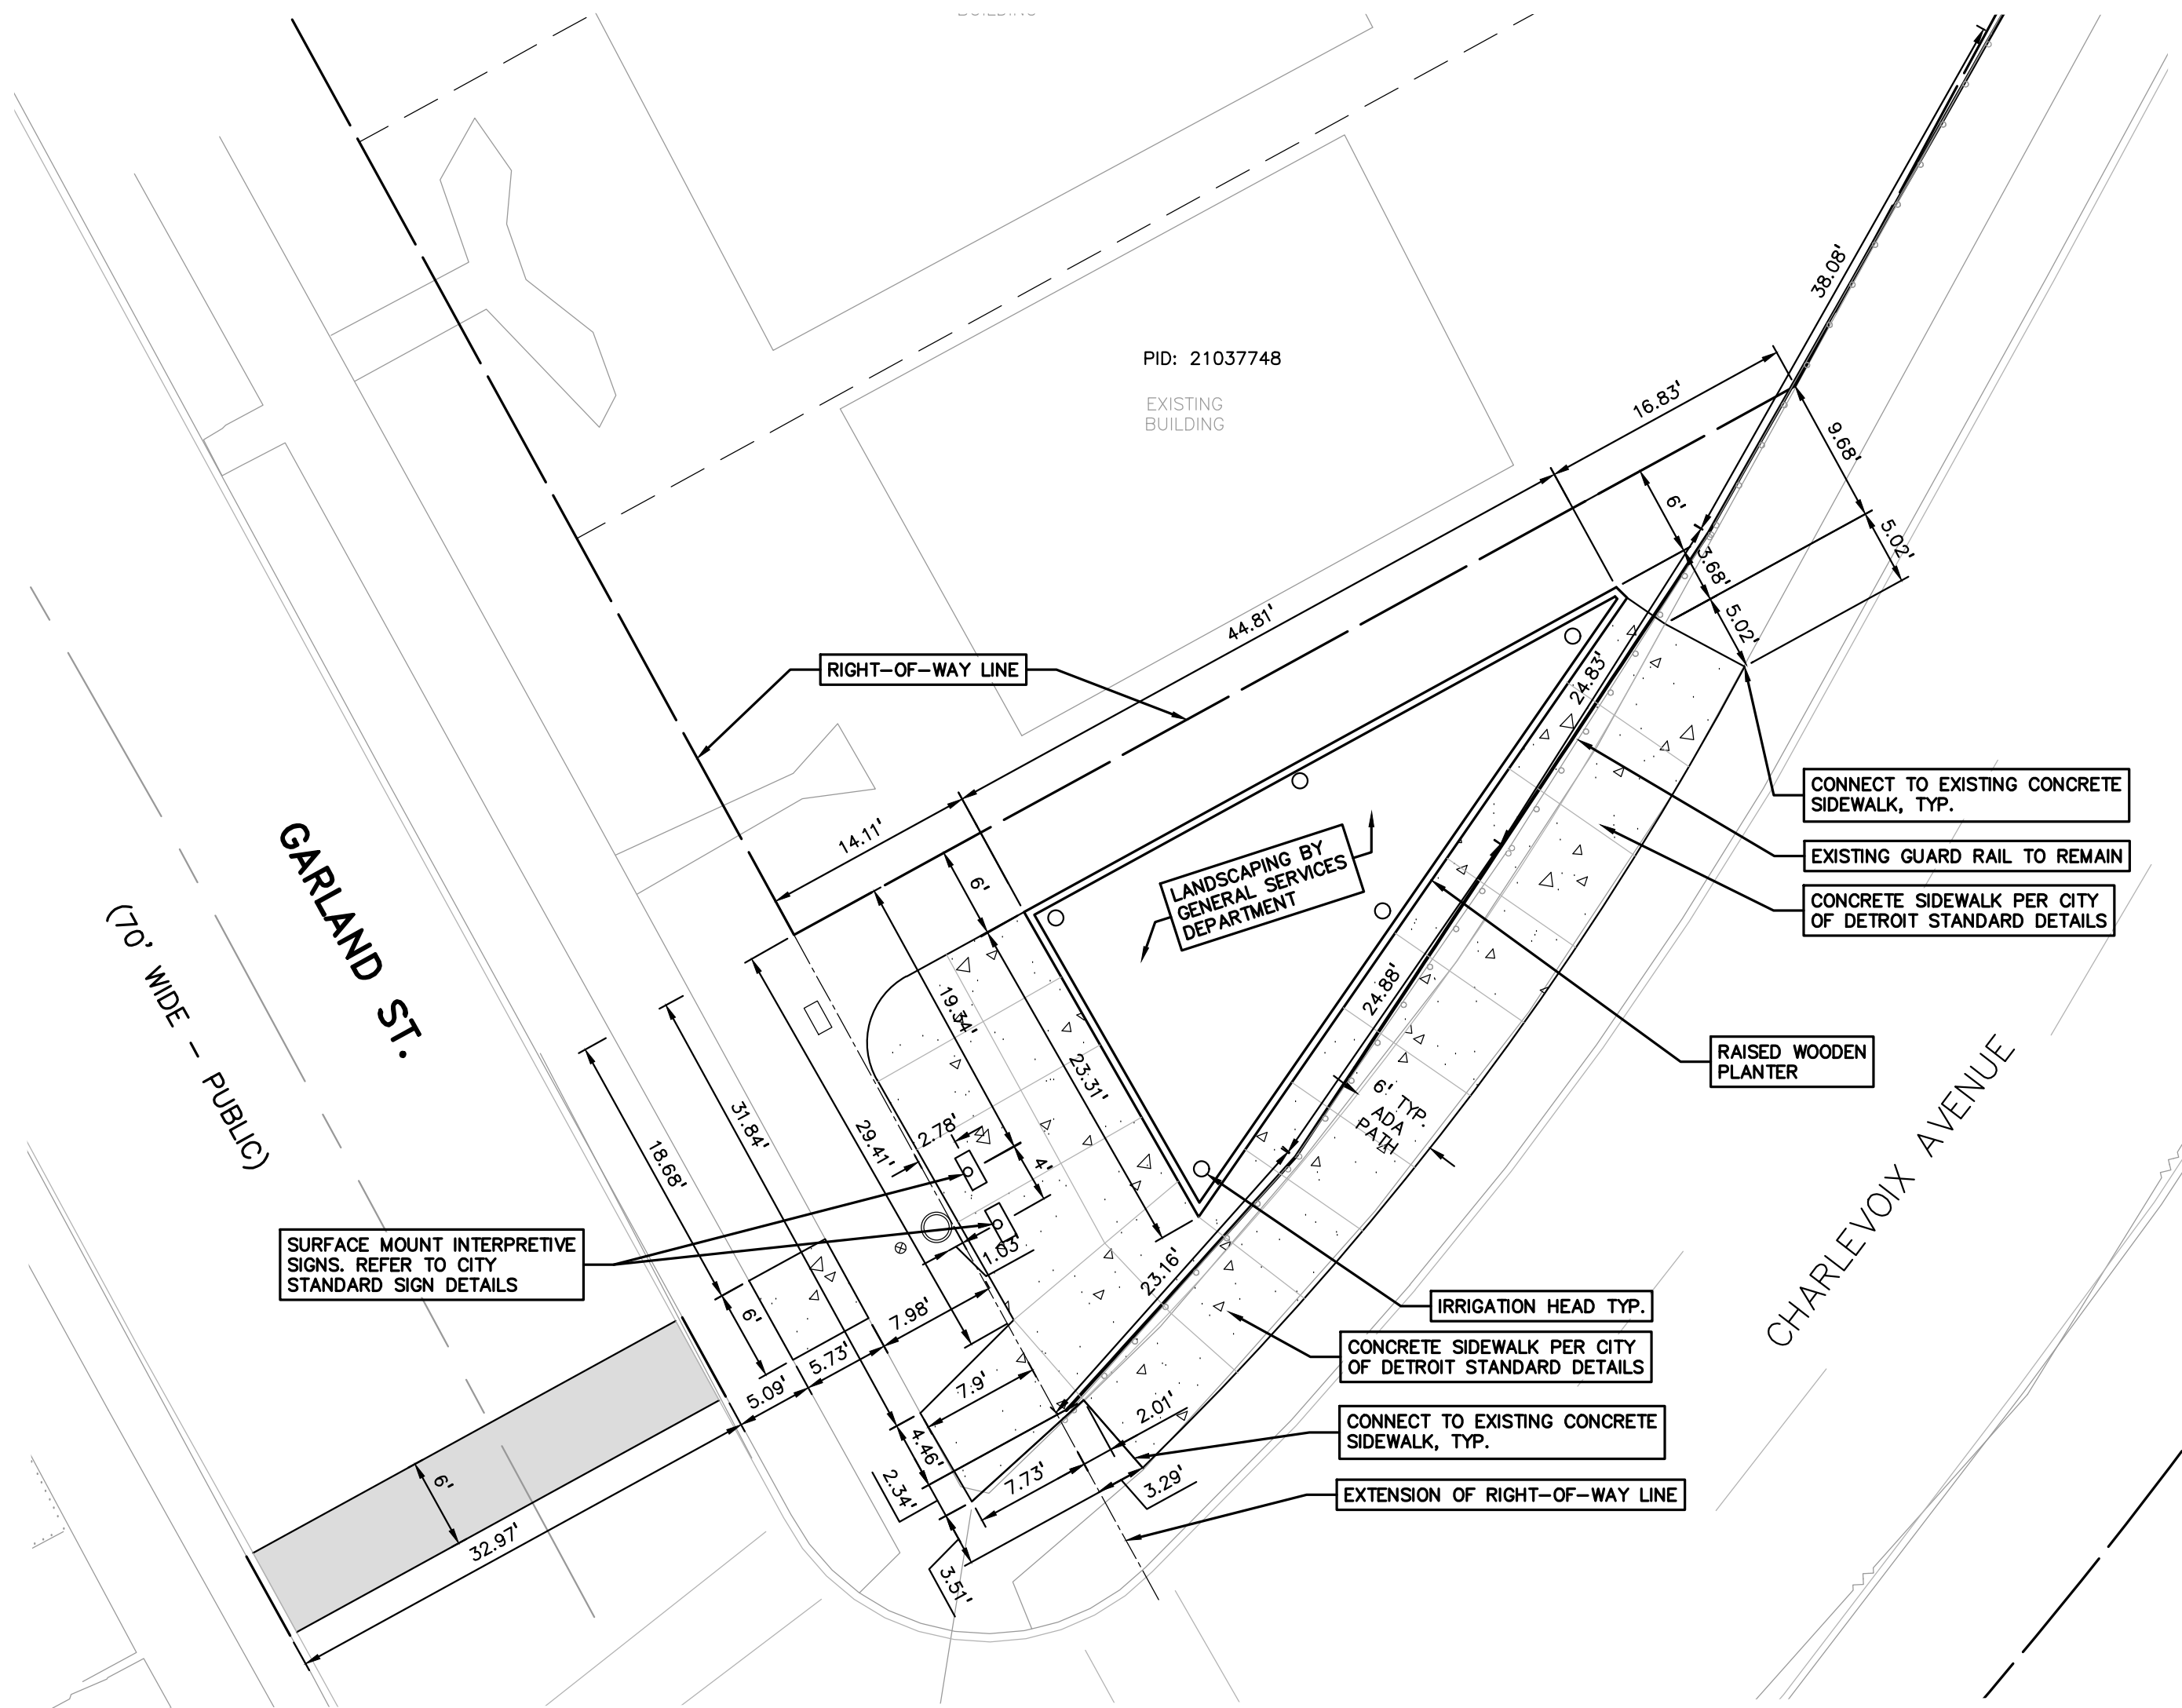 BUILDING
38.08'
PID: 21037748
EXISTING
BUILDING
16.83'
9.68'
6'
5.02'
3.68'
5.02'
44.81'
24.83'
RIGHT-OF-WAY LINE
CONNECT TO EXISTING CONCRETE
SIDEWALK, TYP.
EXISTING GUARD RAIL TO REMAIN
CONCRETE SIDEWALK PER CITY
OF DETROIT STANDARD DETAILS
14.11'
6'
LANDSCAPING BY
GENERAL SERVICES
DEPARTMENT
GARLAND ST.
(70' WIDE - PUBLIC)
24.88'
19.34'
23.31'
RAISED WOODEN
PLANTER
6' TYP.
ADA
PATH
CHARLEVOIX AVENUE
31.84'
29.41'
2.78'
18.68'
4'
1.03'
SURFACE MOUNT INTERPRETIVE
SIGNS. REFER TO CITY
STANDARD SIGN DETAILS
23.16'
IRRIGATION HEAD TYP.
6'
7.98'
5.73'
5.09'
7.9'
CONCRETE SIDEWALK PER CITY
OF DETROIT STANDARD DETAILS
2.01'
CONNECT TO EXISTING CONCRETE
SIDEWALK, TYP.
4.46'
7.73'
3.29'
2.34'
EXTENSION OF RIGHT-OF-WAY LINE
6'
32.97'
3.51'